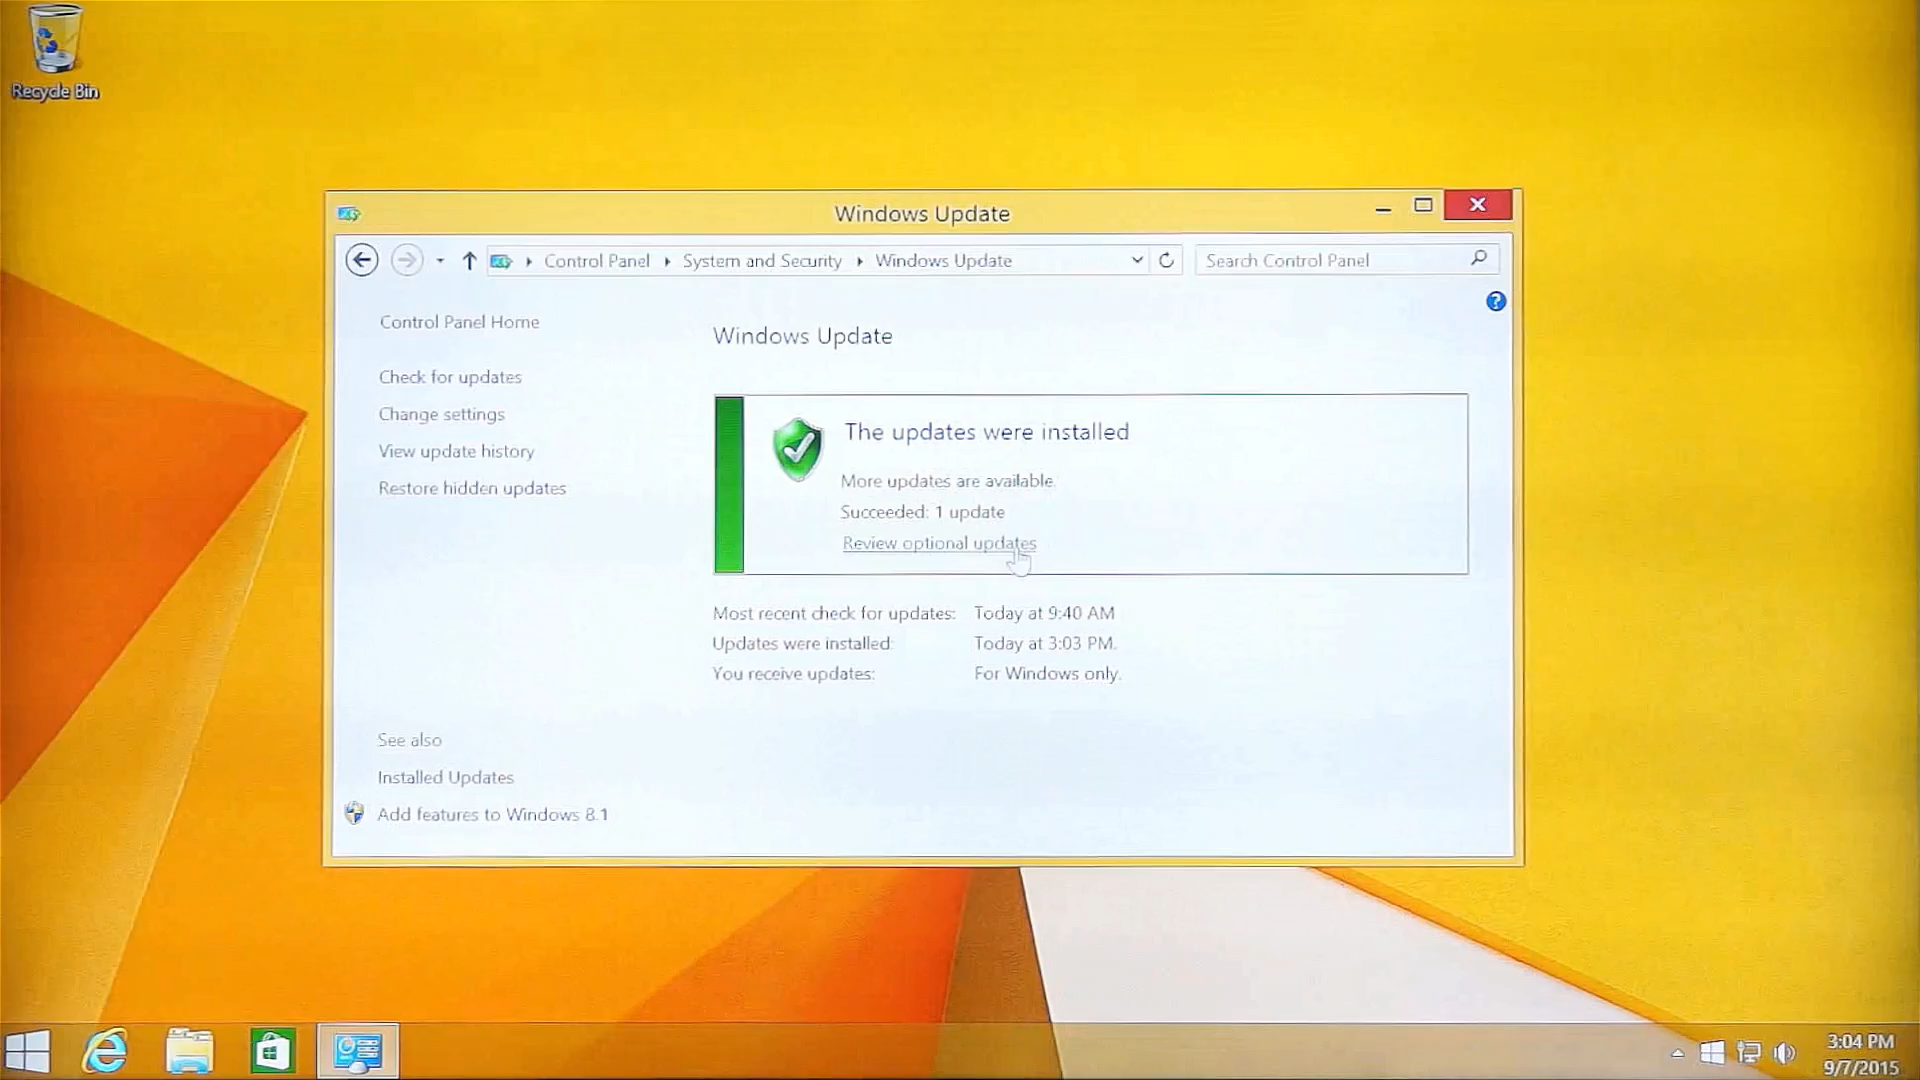 Recycle Bin
Windows Update
Control Panel
System and Security
Windows Update
Search Control Panel
?
Control Panel Home
Check for updates
Change settings
View update history
Restore hidden updates
Windows Update
The updates were installed
More updates are available.
Succeeded: 1 update
Review optional updates
Most recent check for updates: Today at 9:40 AM
Updates were installed: Today at 3:03 PM.
You receive updates: For Windows only.
See also
Installed Updates
Add features to Windows 8.1
3:04 PM
9/7/2015